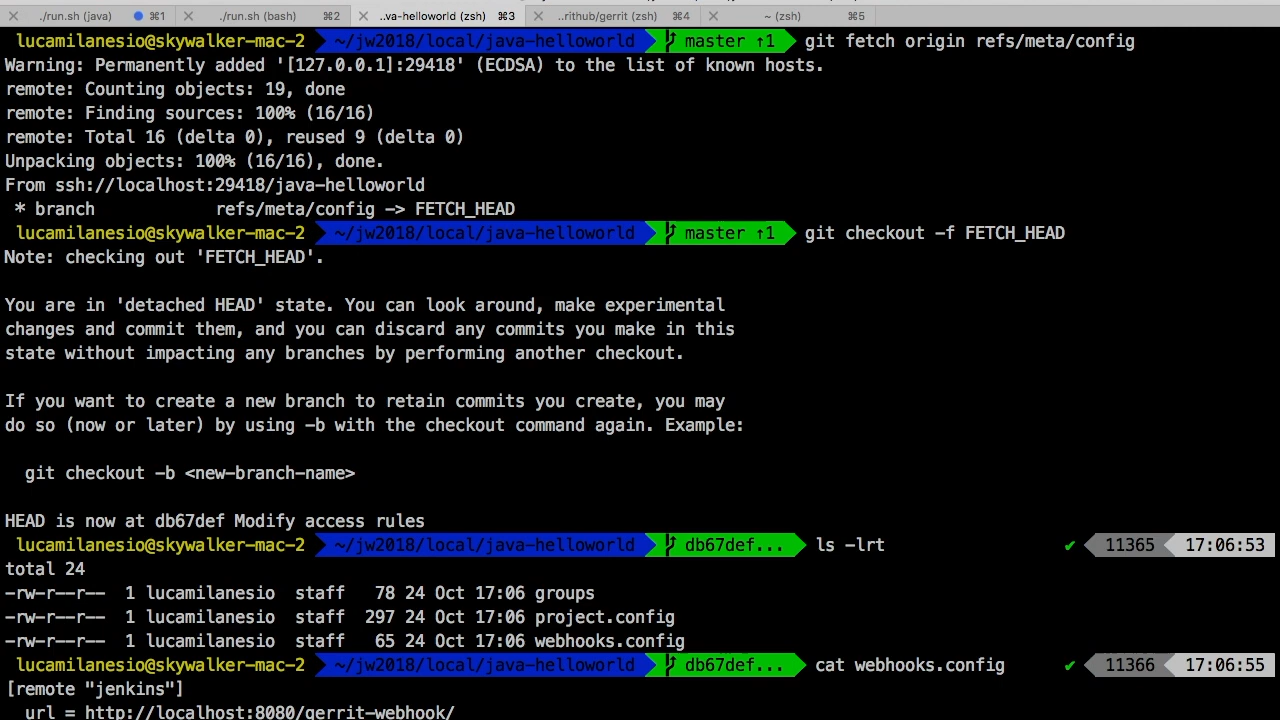 ./run.sh (java) ⌘1 ./run.sh (bash) ⌘2 ..va-helloworld (zsh) ⌘3 ..rithub/gerrit (zsh) ⌘4 ~ (zsh) ⌘5
lucamilanesio@skywalker-mac-2 ~/jw2018/local/java-helloworld master ↑1 git fetch origin refs/meta/config
Warning: Permanently added '[127.0.0.1]:29418' (ECDSA) to the list of known hosts.
remote: Counting objects: 19, done
remote: Finding sources: 100% (16/16)
remote: Total 16 (delta 0), reused 9 (delta 0)
Unpacking objects: 100% (16/16), done.
From ssh://localhost:29418/java-helloworld
 * branch            refs/meta/config -> FETCH_HEAD
lucamilanesio@skywalker-mac-2 ~/jw2018/local/java-helloworld master ↑1 git checkout -f FETCH_HEAD
Note: checking out 'FETCH_HEAD'.
You are in 'detached HEAD' state. You can look around, make experimental
changes and commit them, and you can discard any commits you make in this
state without impacting any branches by performing another checkout.
If you want to create a new branch to retain commits you create, you may
do so (now or later) by using -b with the checkout command again. Example:
  git checkout -b <new-branch-name>
HEAD is now at db67def Modify access rules
lucamilanesio@skywalker-mac-2 ~/jw2018/local/java-helloworld db67def... ls -lrt ✔ 11365 17:06:53
total 24
-rw-r--r--  1 lucamilanesio  staff   78 24 Oct 17:06 groups
-rw-r--r--  1 lucamilanesio  staff  297 24 Oct 17:06 project.config
-rw-r--r--  1 lucamilanesio  staff   65 24 Oct 17:06 webhooks.config
lucamilanesio@skywalker-mac-2 ~/jw2018/local/java-helloworld db67def... cat webhooks.config ✔ 11366 17:06:55
[remote "jenkins"]
  url = http://localhost:8080/gerrit-webhook/